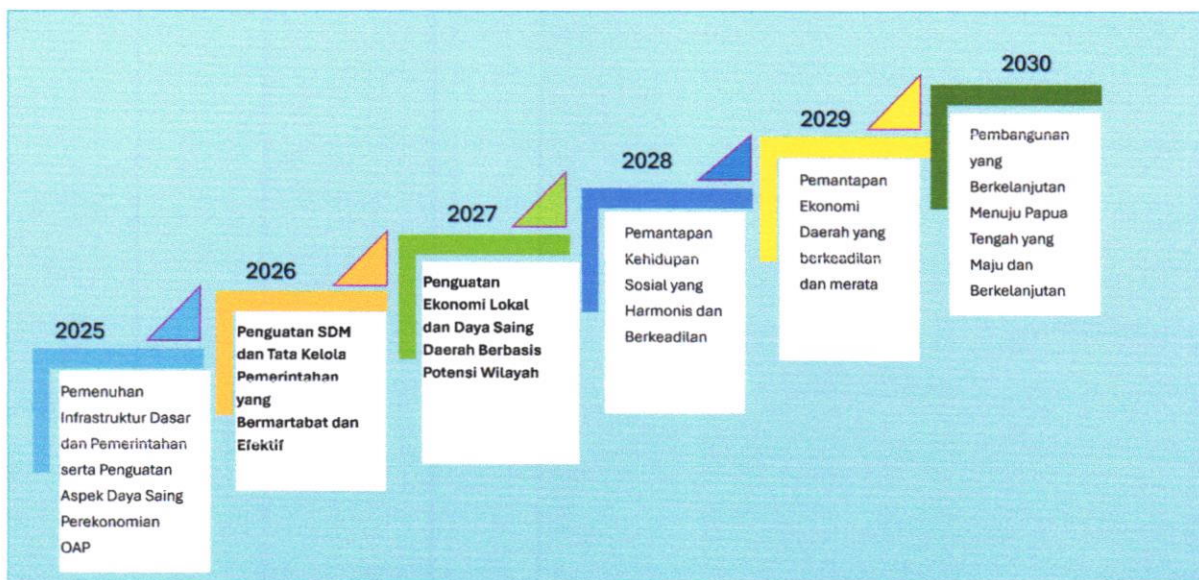 2025
Pemenuhan
Infrastruktur Dasar
dan Pemerintahan
serta Penguatan
Aspek Daya Saing
Perekonomian
OAP
2026
Penguatan SDM
dan Tata Kelola
Pemerintahan
yang
Bermartabat dan
Efektif
2027
Penguatan
Ekonomi Lokal
dan Daya Saing
Daerah Berbasis
Potensi Wilayah
2028
Pemantapan
Kehidupan
Sosial yang
Harmonis dan
Berkeadilan
2029
Pemantapan
Ekonomi
Daerah yang
berkeadilan
dan merata
2030
Pembangunan
yang
Berkelanjutan
Menuju Papua
Tengah yang
Maju dan
Berkelanjutan